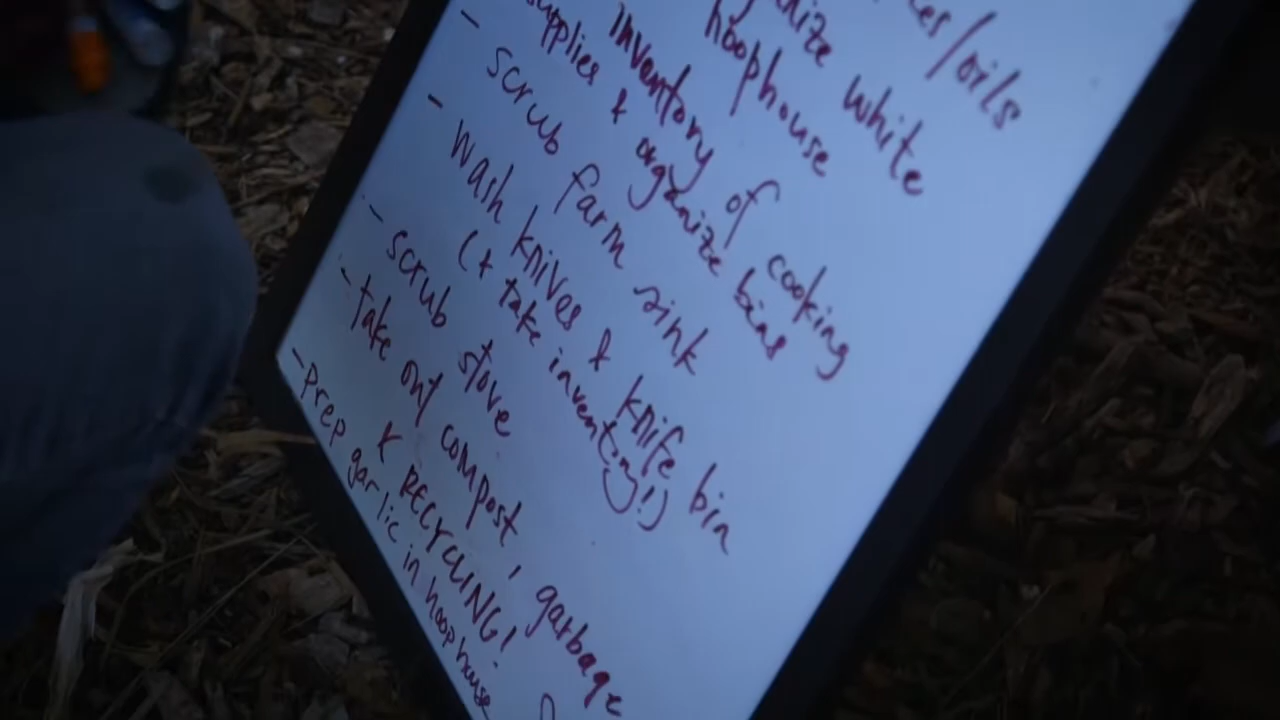 /oils
white
hoophouse
inventory of cooking
supplies & organize bins
- scrub farm sink
- wash knives & knife bin
(+ take inventory!)
- scrub stove
- take out compost, garbage
& RECYCLING!
- Prep garlic in hoophouse